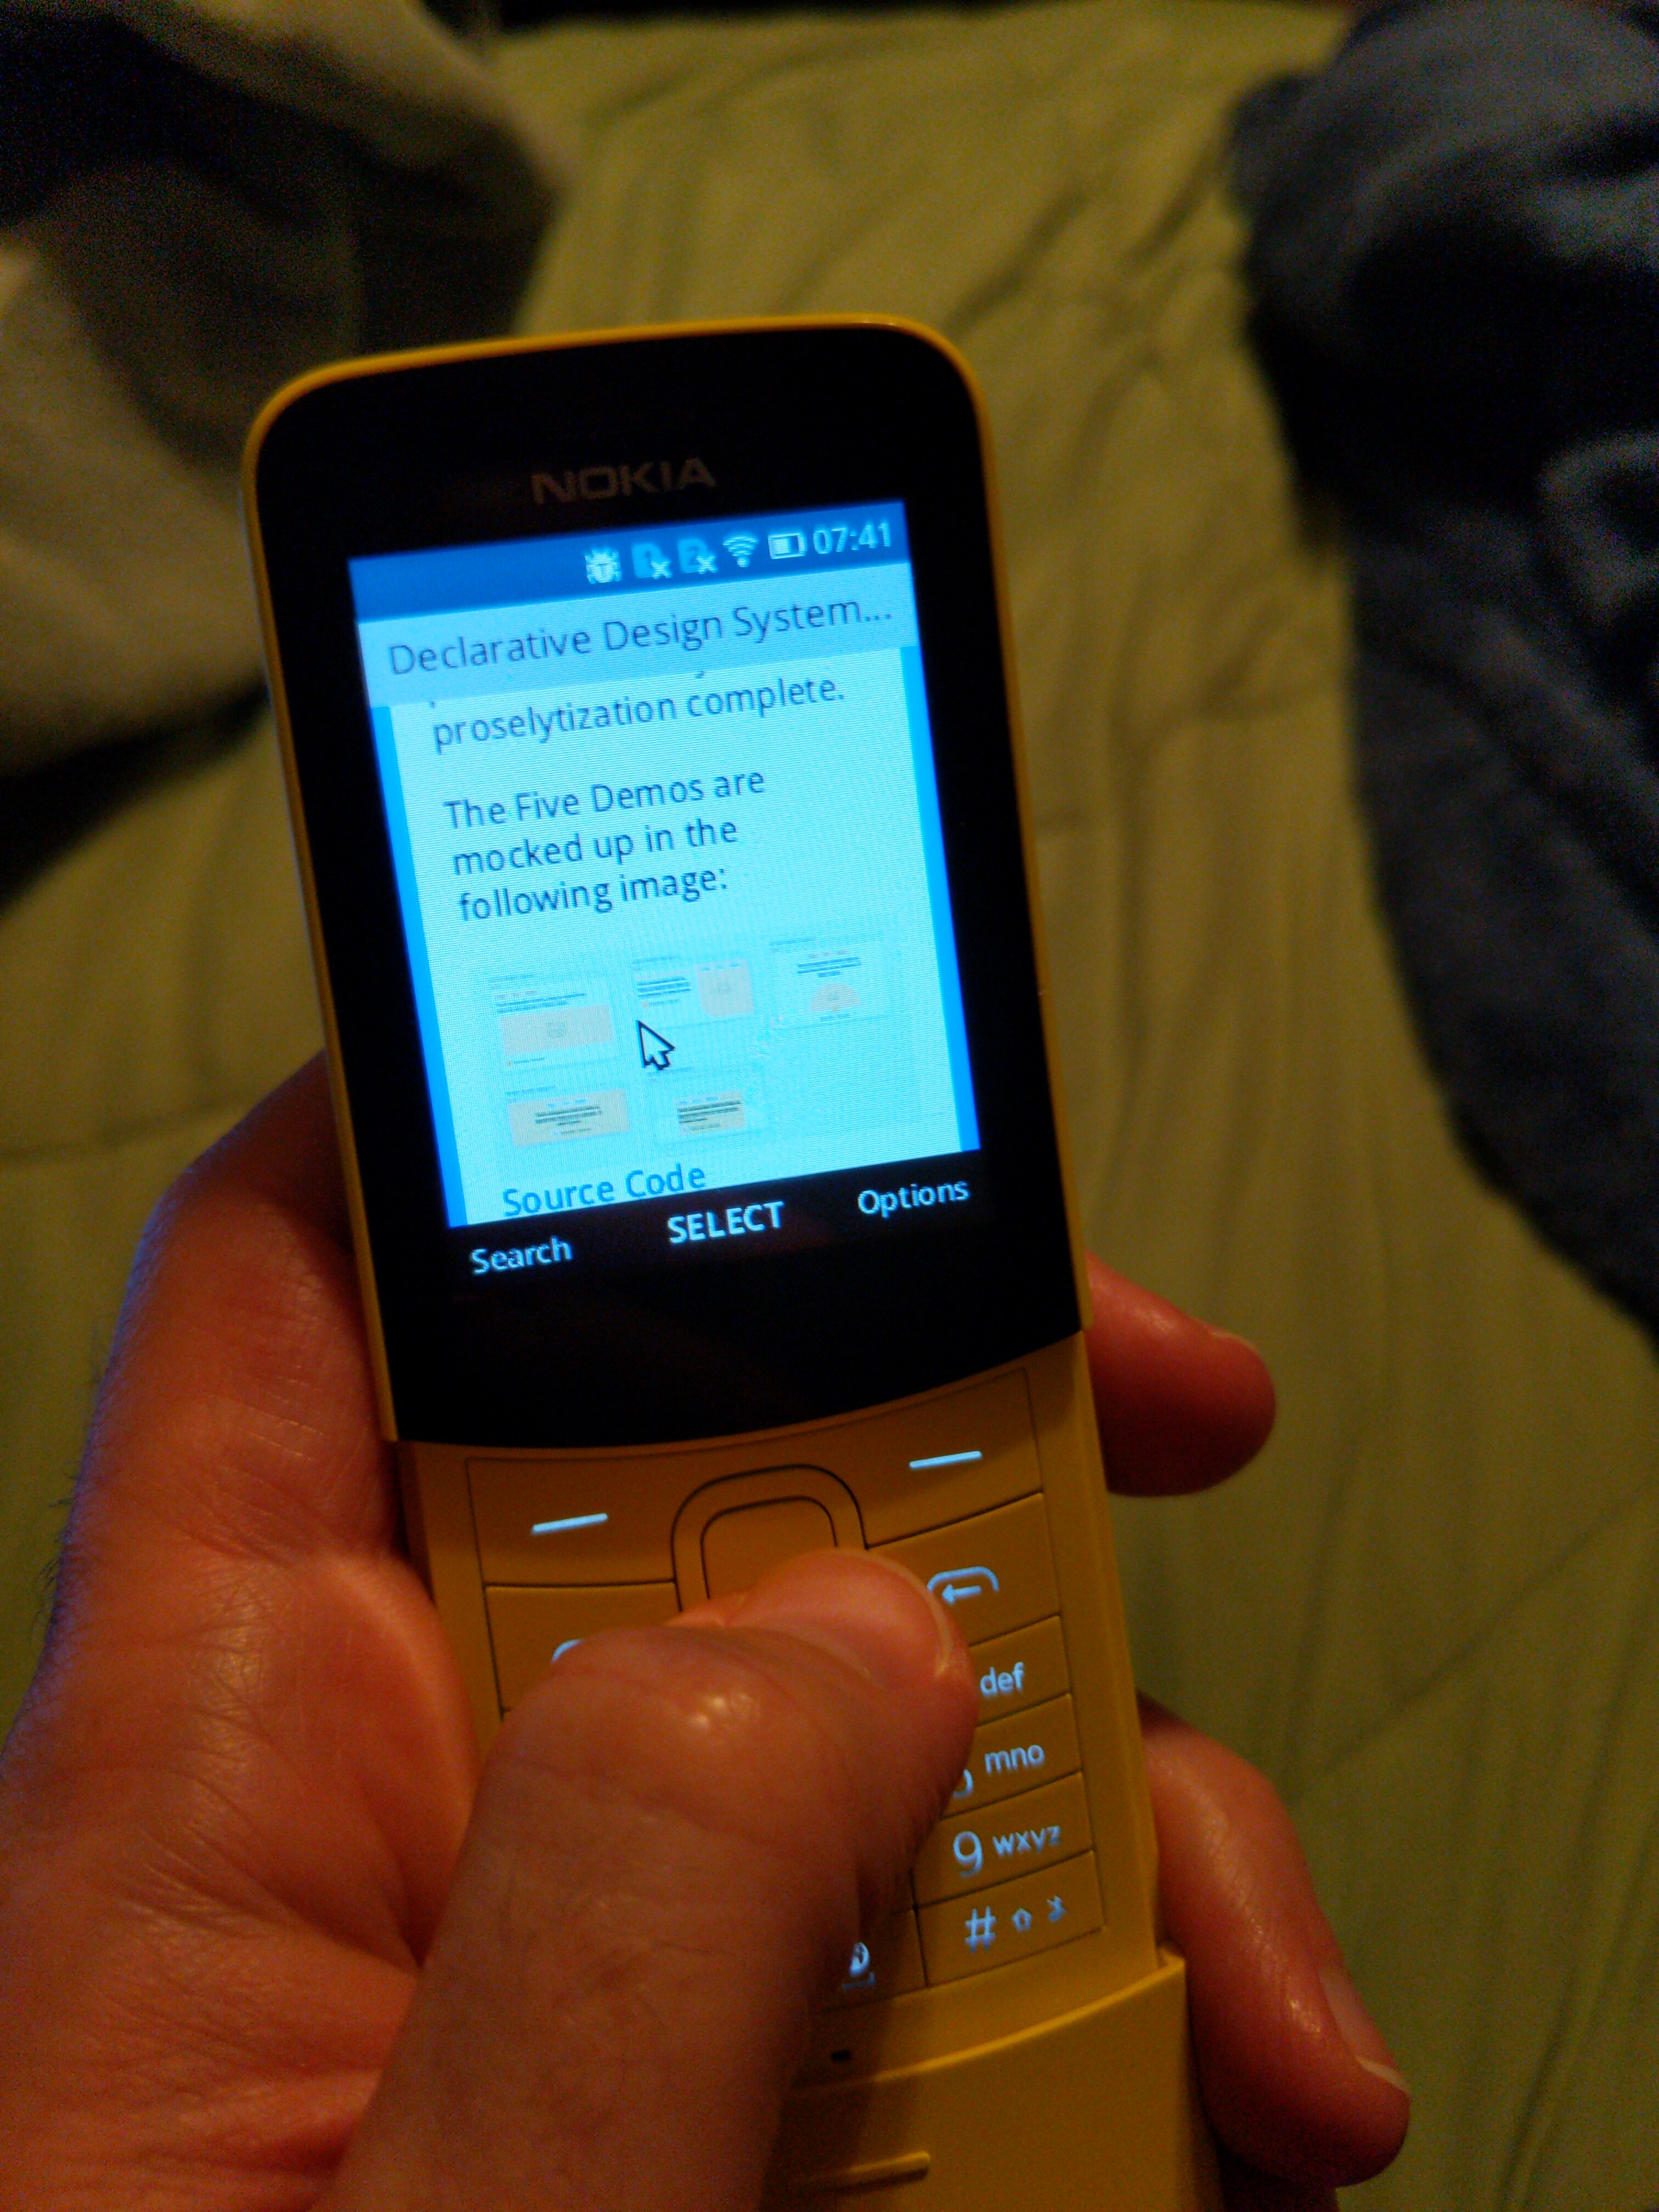 NOKIA
07:41
Declarative Design System...
proselytization complete.
The Five Demos are
mocked up in the
following image:
Source Code
Search SELECT Options
def
mno
9 wxyz
#